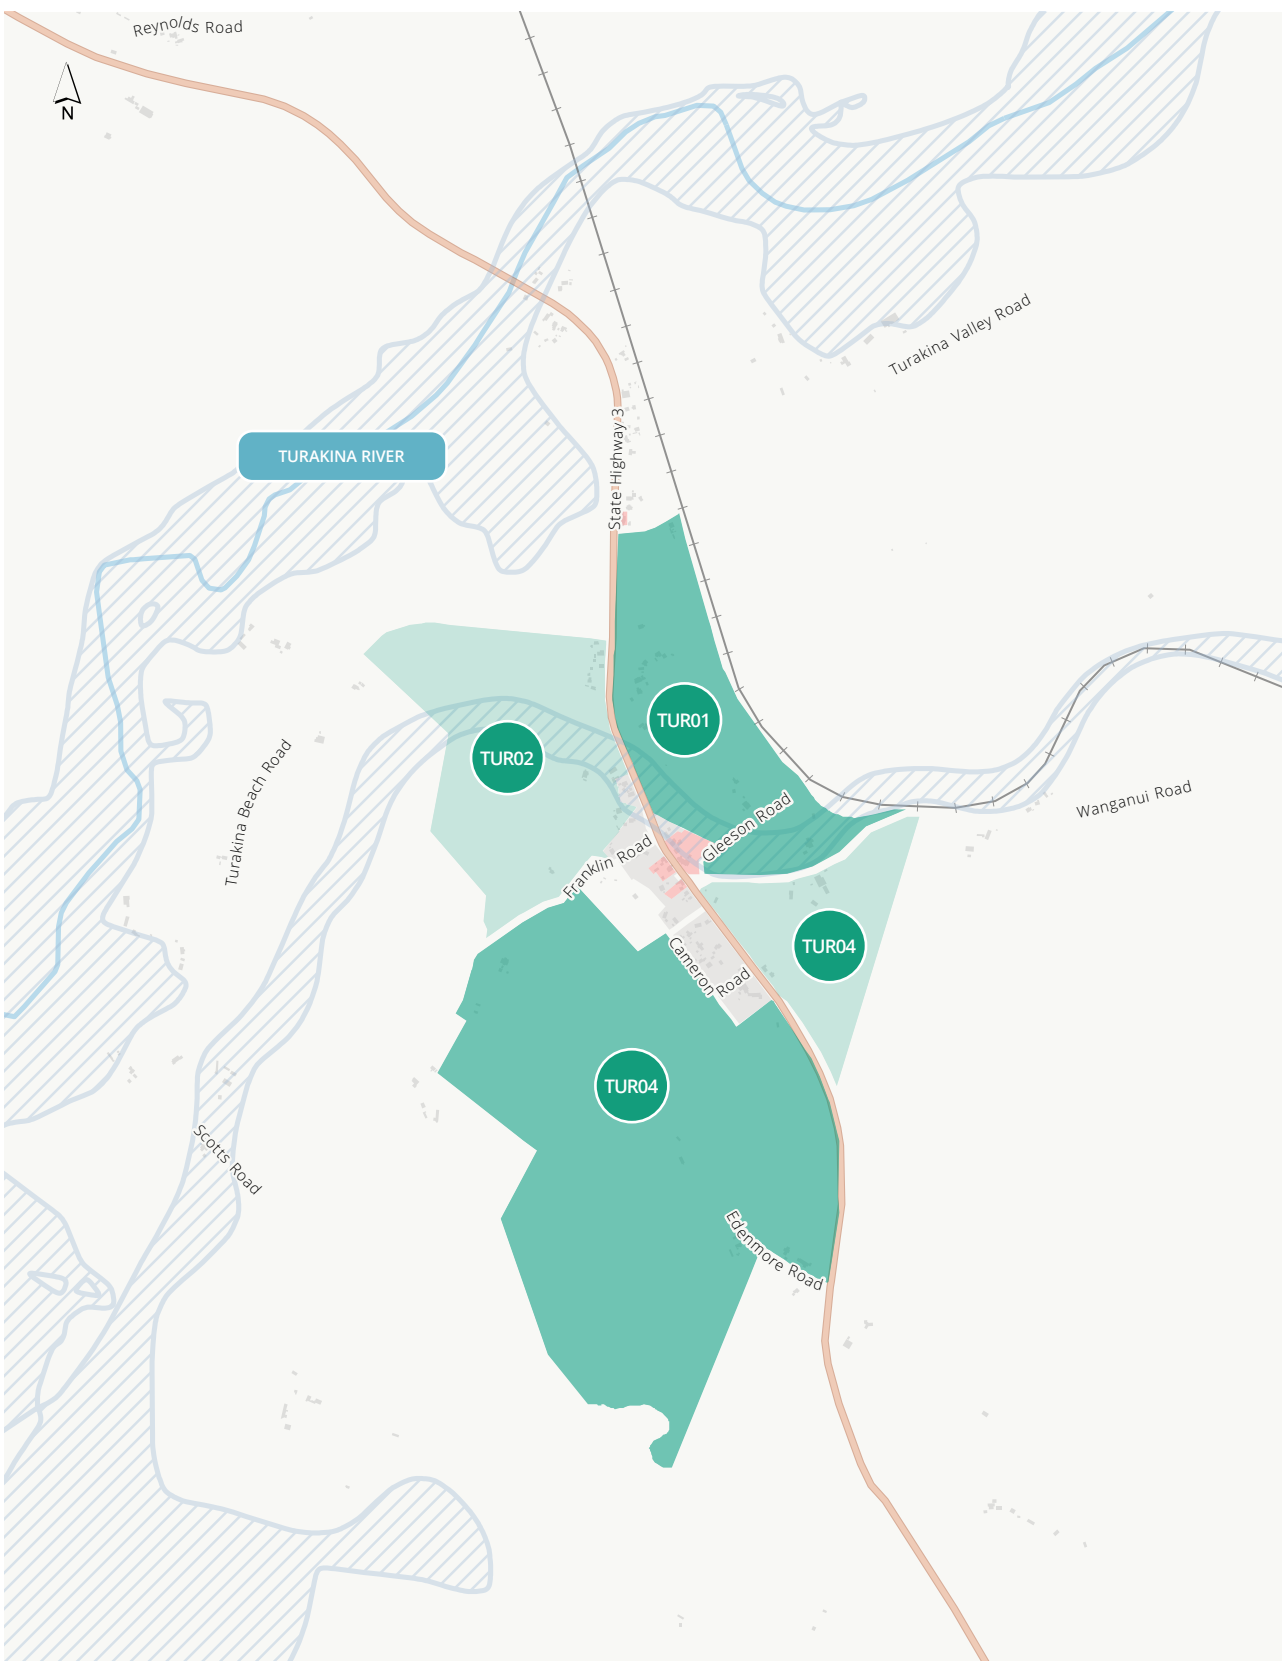 Reynolds Road
N
Turakina Valley Road
State Highway 3
TURAKINA RIVER
TUR01
TUR02
Turakina Beach Road
Wanganui Road
Gleeson Road
Franklin Road
Cameron Road
TUR04
TUR04
Scotts Road
Edenmore Road